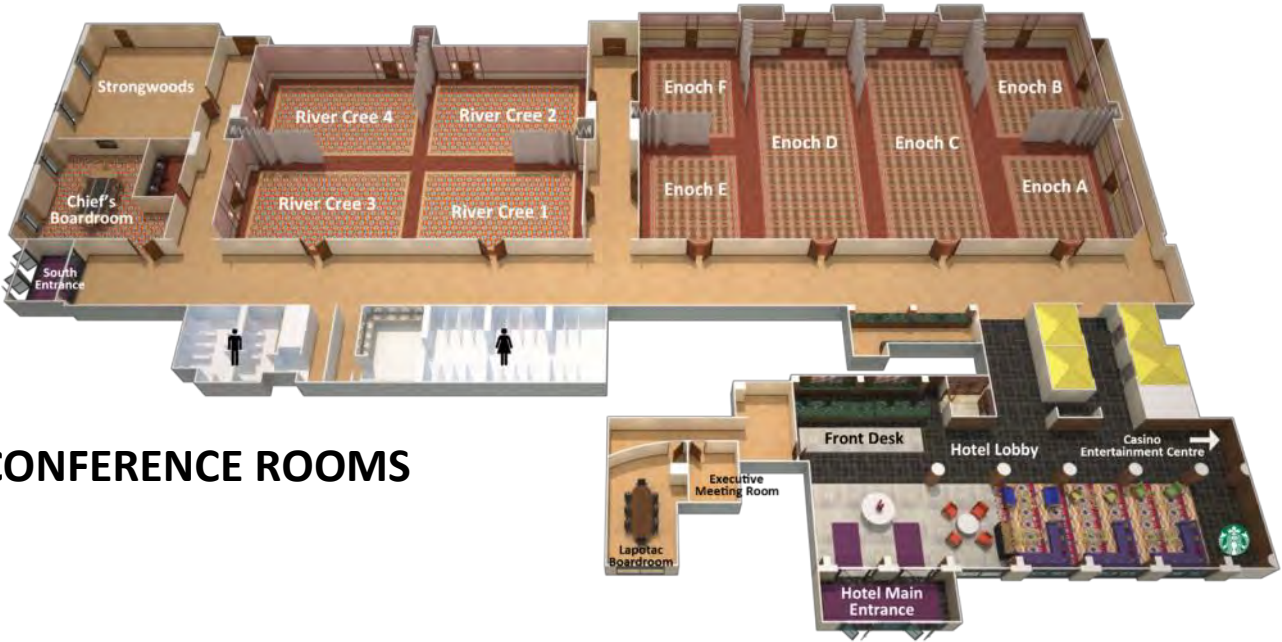 Strongwoods
River Cree 4
River Cree 2
Enoch F
Enoch B
Enoch D
Enoch C
Chief's
Boardroom
River Cree 3
River Cree 1
Enoch E
Enoch A
South
Entrance
CONFERENCE ROOMS
Front Desk
Hotel Lobby
Casino
Entertainment Centre
Executive
Meeting Room
Lapotac
Boardroom
Hotel Main
Entrance